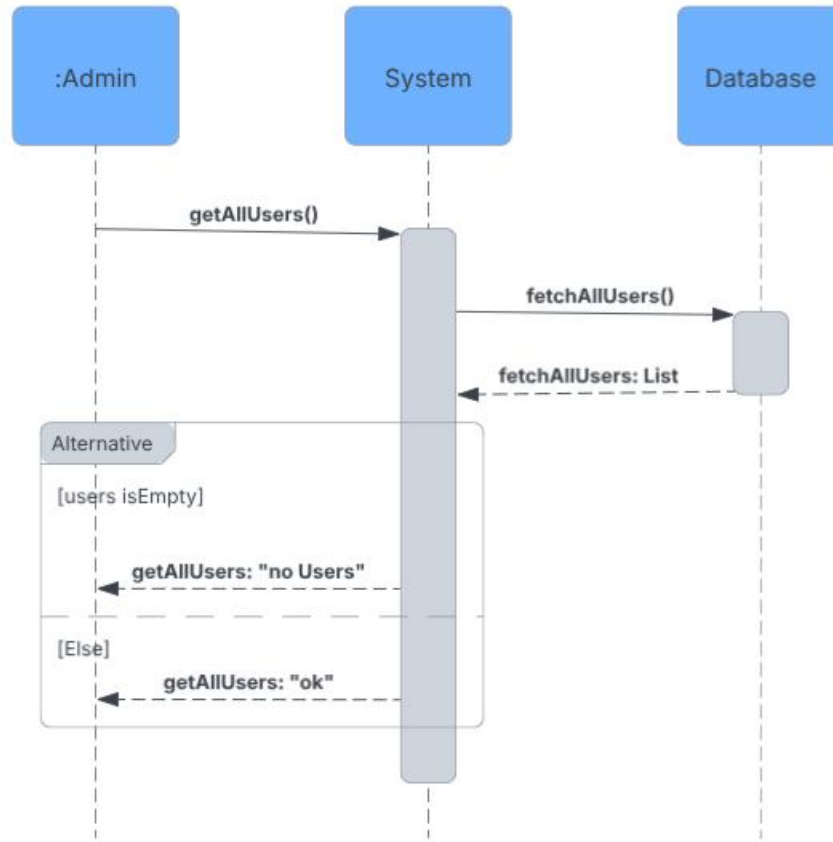 :Admin
System
Database
getAllUsers()
fetchAllUsers()
fetchAllUsers: List
Alternative
[users isEmpty]
getAllUsers: "no Users"
[Else]
getAllUsers: "ok"